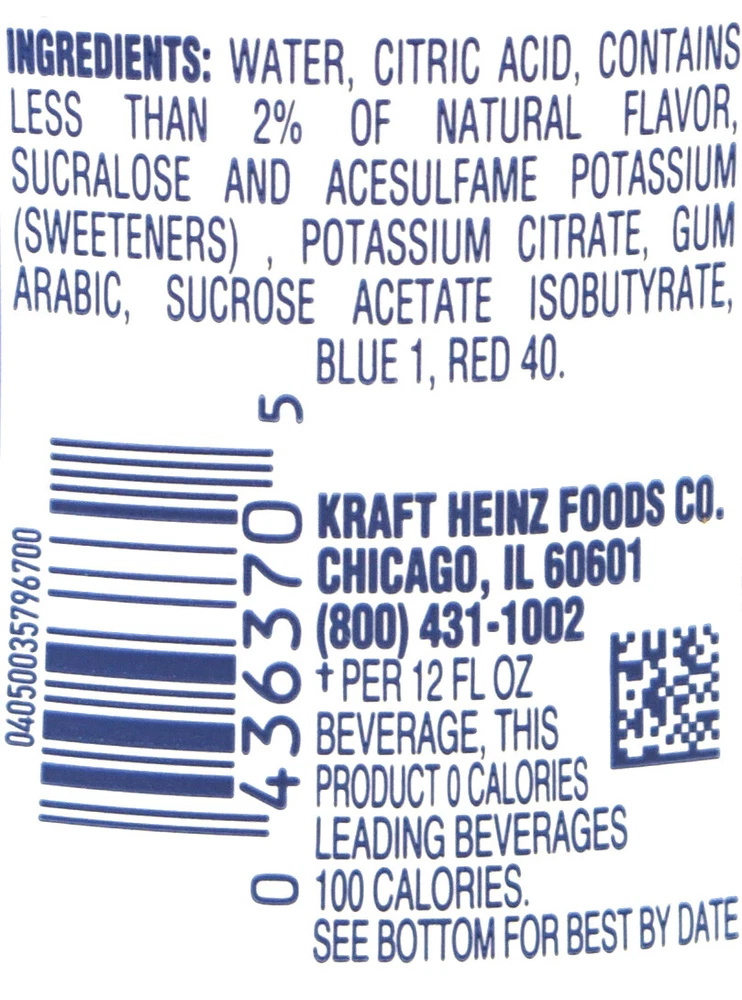 INGREDIENTS: WATER, CITRIC ACID, CONTAINS
LESS THAN 2% OF NATURAL FLAVOR,
SUCRALOSE AND ACESULFAME POTASSIUM
(SWEETENERS) , POTASSIUM CITRATE, GUM
ARABIC, SUCROSE ACETATE ISOBUTYRATE,
BLUE 1, RED 40.
0 436370 5
04050035796700
KRAFT HEINZ FOODS CO.
CHICAGO, IL 60601
(800) 431-1002
† PER 12 FL OZ
BEVERAGE, THIS
PRODUCT 0 CALORIES
LEADING BEVERAGES
100 CALORIES.
SEE BOTTOM FOR BEST BY DATE